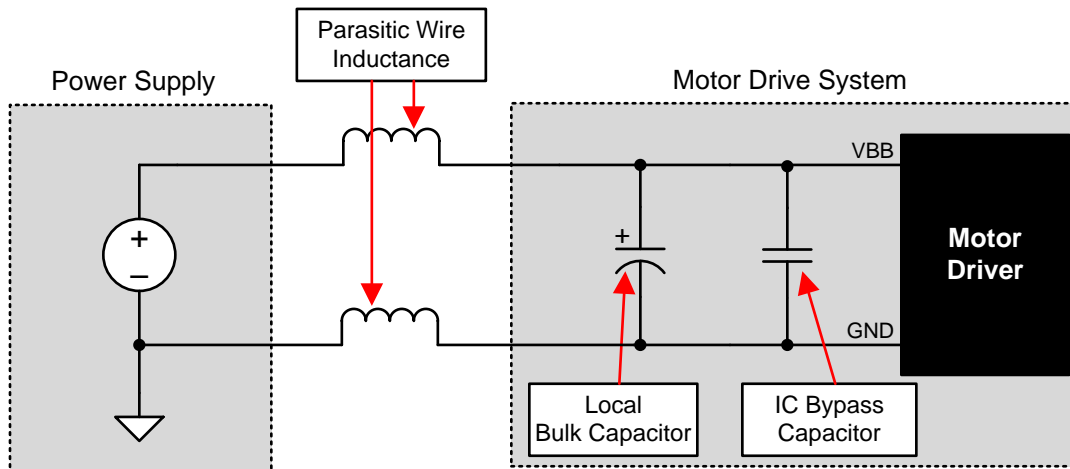 Parasitic Wire
Inductance
Power Supply
Motor Drive System
VBB
+
–
+
Motor
Driver
GND
Local
Bulk Capacitor
IC Bypass
Capacitor